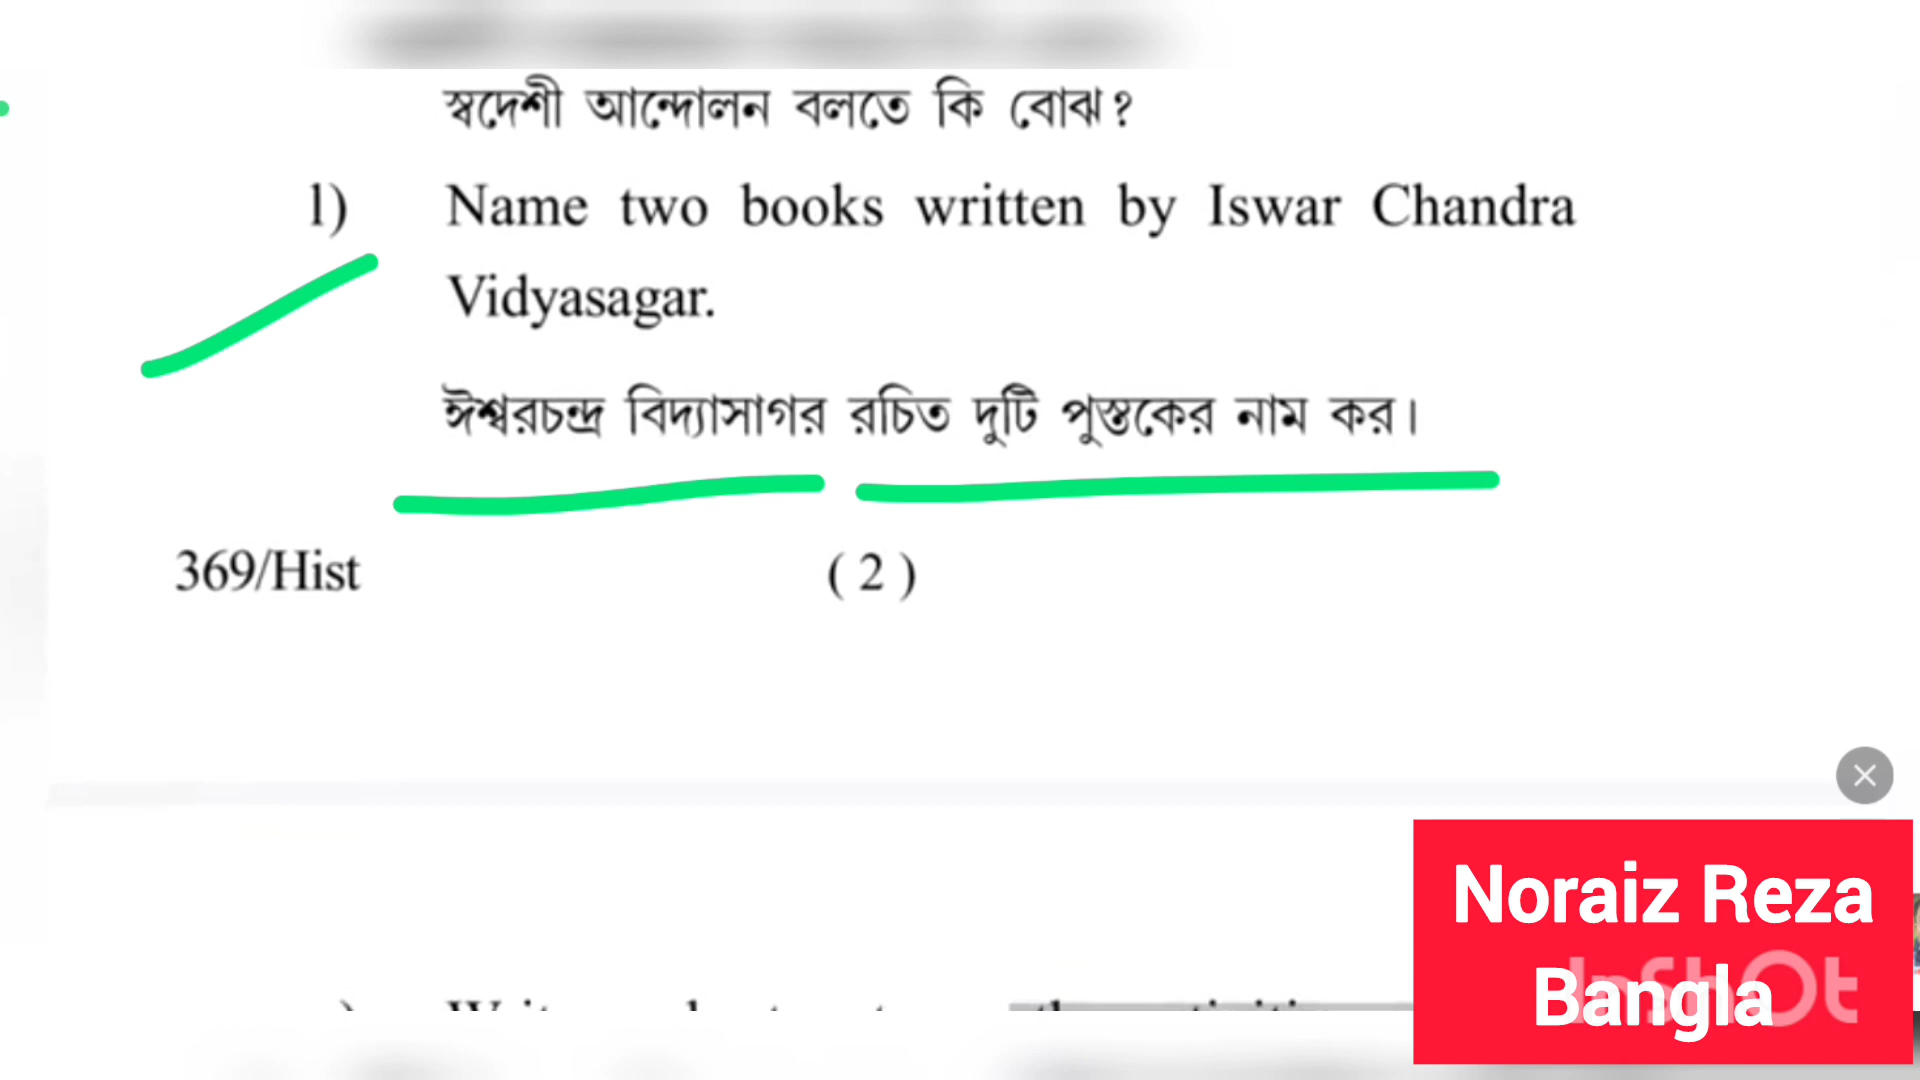 স্বদেশী আন্দোলন বলতে কি বোঝ?
l) Name two books written by Iswar Chandra
Vidyasagar.
ঈশ্বরচন্দ্র বিদ্যাসাগর রচিত দুটি পুস্তকের নাম কর।
369/Hist ( 2 )
Noraiz Reza
Bangla
InShOt